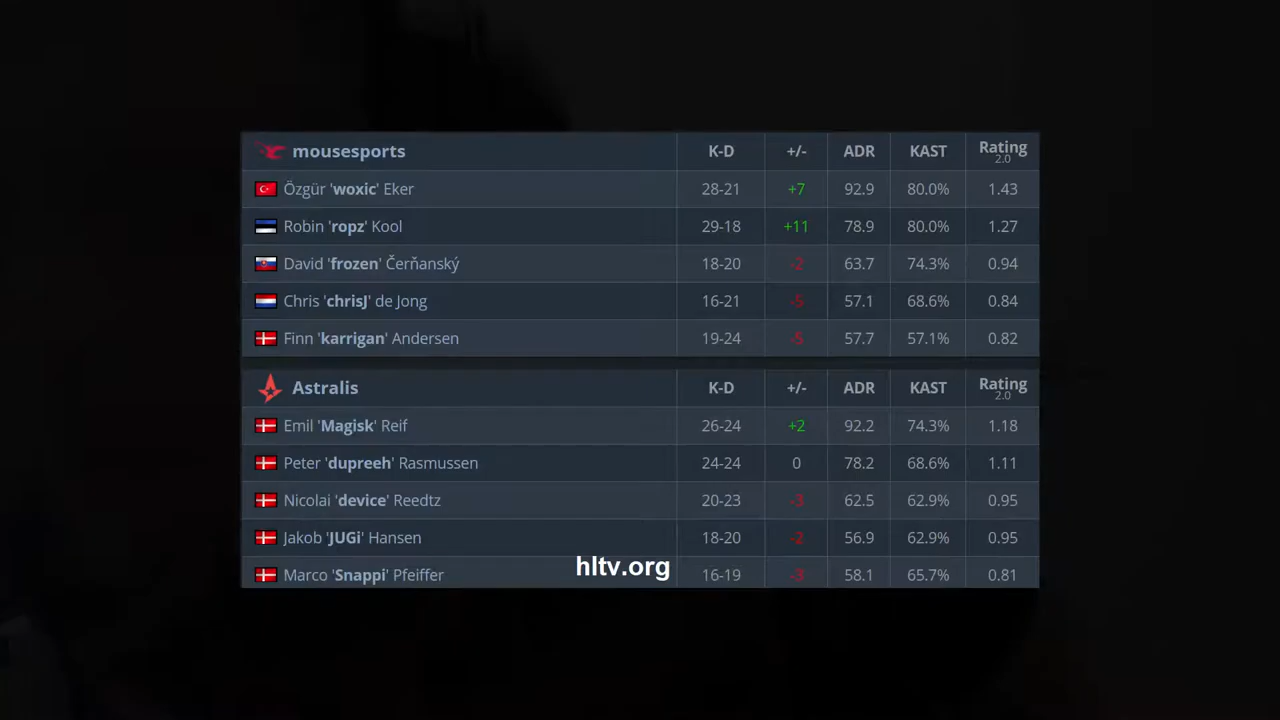 mousesports K-D +/- ADR KAST Rating 2.0
Özgür 'woxic' Eker 28-21 +7 92.9 80.0% 1.43
Robin 'ropz' Kool 29-18 +11 78.9 80.0% 1.27
David 'frozen' Čerňanský 18-20 -2 63.7 74.3% 0.94
Chris 'chrisJ' de Jong 16-21 -5 57.1 68.6% 0.84
Finn 'karrigan' Andersen 19-24 -5 57.7 57.1% 0.82
Astralis K-D +/- ADR KAST Rating 2.0
Emil 'Magisk' Reif 26-24 +2 92.2 74.3% 1.18
Peter 'dupreeh' Rasmussen 24-24 0 78.2 68.6% 1.11
Nicolai 'device' Reedtz 20-23 -3 62.5 62.9% 0.95
Jakob 'JUGi' Hansen 18-20 -2 56.9 62.9% 0.95
Marco 'Snappi' Pfeiffer 16-19 -3 58.1 65.7% 0.81
hltv.org